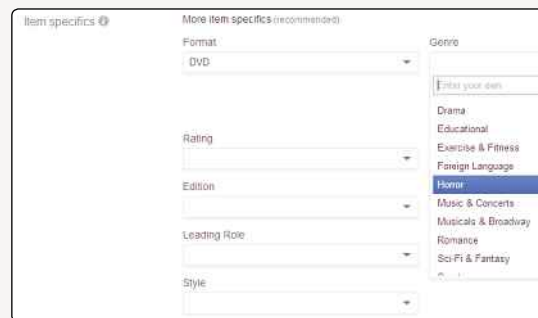 Item specifics
More item specifics (recommended)
Format
Genre
DVD
Enter your own
Drama
Educational
Exercise & Fitness
Foreign Language
Horror
Music & Concerts
Musicals & Broadway
Romance
Sci-Fi & Fantasy
Rating
Edition
Leading Role
Style